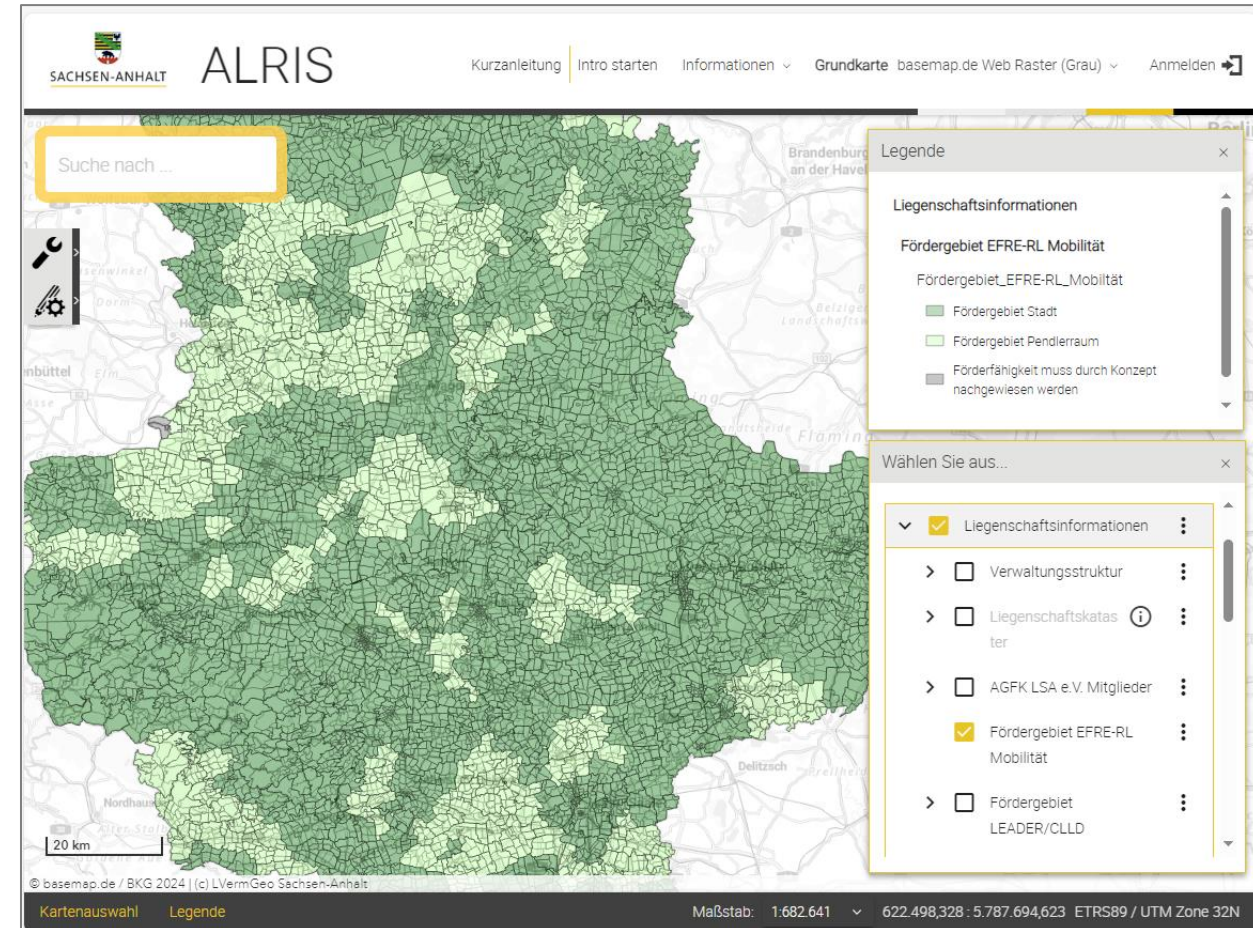 SACHSEN-ANHALT
ALRIS
Kurzanleitung
Intro starten
Informationen
Grundkarte basemap.de Web Raster (Grau)
Anmelden
Suche nach ...
Brandenburg
an der Havel
Legende
Liegenschaftsinformationen
Fördergebiet EFRE-RL Mobilität
Fördergebiet_EFRE-RL_Mobiltät
Fördergebiet Stadt
Fördergebiet Pendlerraum
Förderfähigkeit muss durch Konzept
nachgewiesen werden
Wählen Sie aus...
Liegenschaftsinformationen
Verwaltungsstruktur
Liegenschaftskatas
ter
AGFK LSA e.V. Mitglieder
Fördergebiet EFRE-RL
Mobilität
Fördergebiet
LEADER/CLLD
Elm
Fläming
Delitzsch
20 km
© basemap.de / BKG 2024 | (c) LVermGeo Sachsen-Anhalt
Kartenauswahl
Legende
Maßstab: 1:682.641
622.498,328 : 5.787.694,623 ETRS89 / UTM Zone 32N